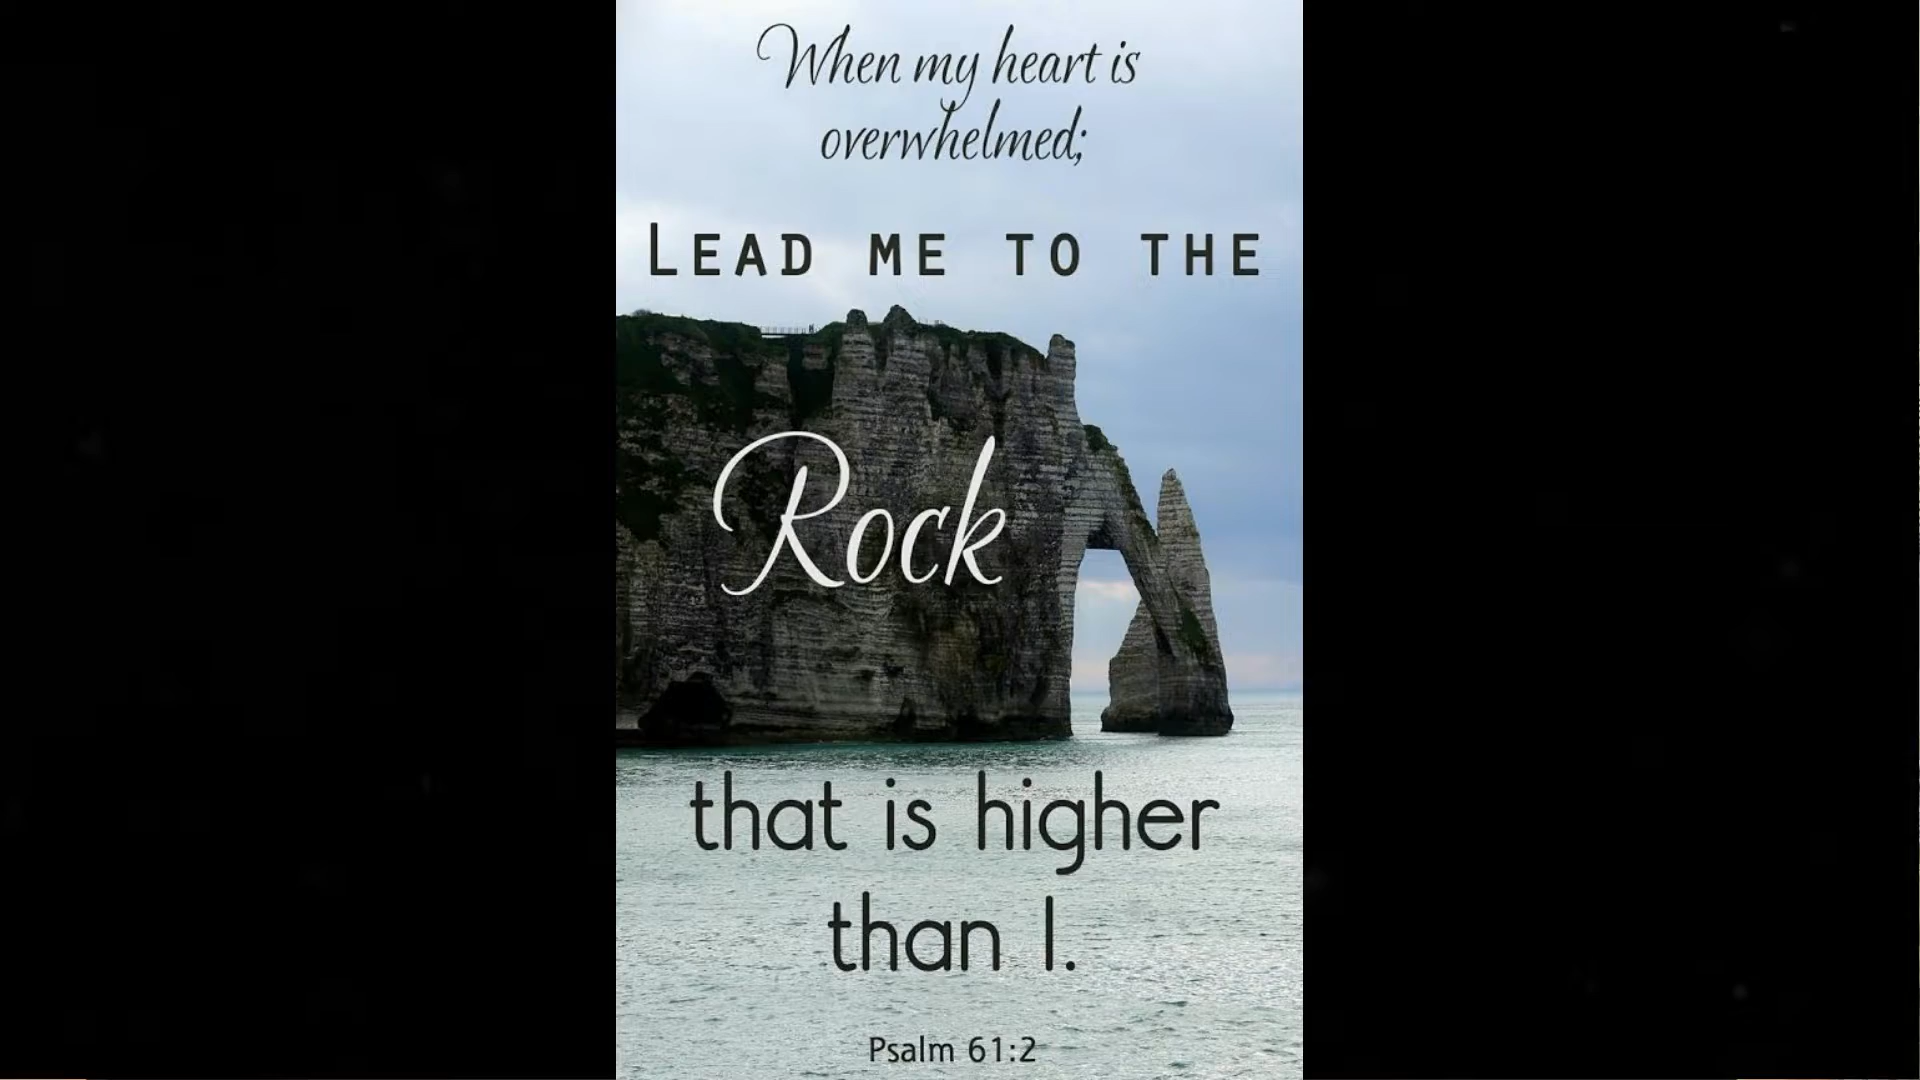 When my heart is
overwhelmed;
LEAD ME TO THE
Rock
that is higher
than I.
Psalm 61:2